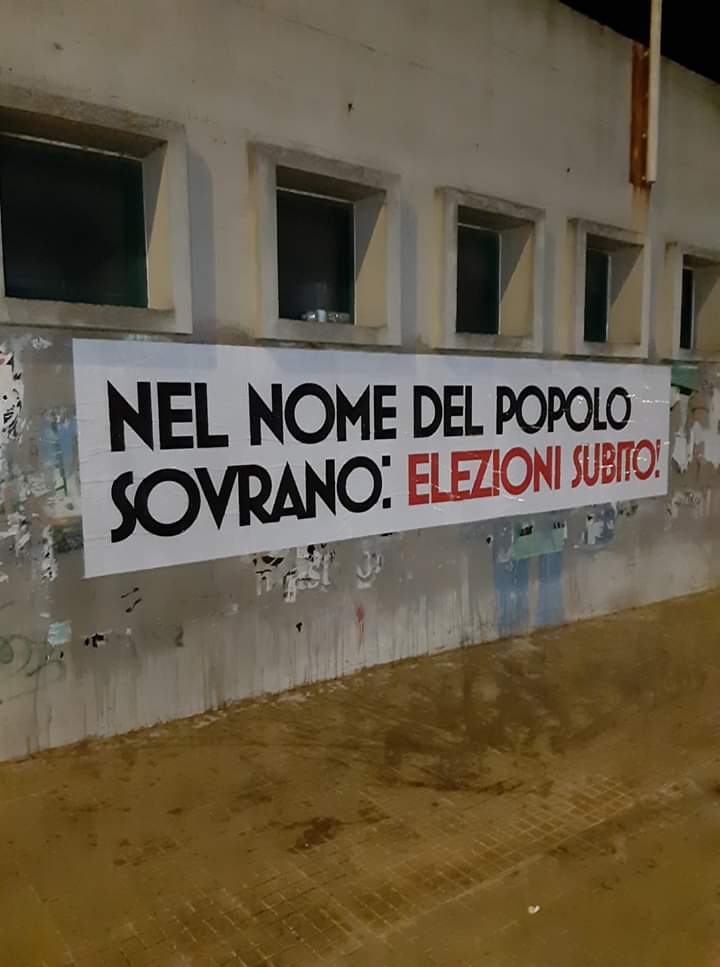 NEL NOME DEL POPOLO
SOVRANO: ELEZIONI SUBITO!